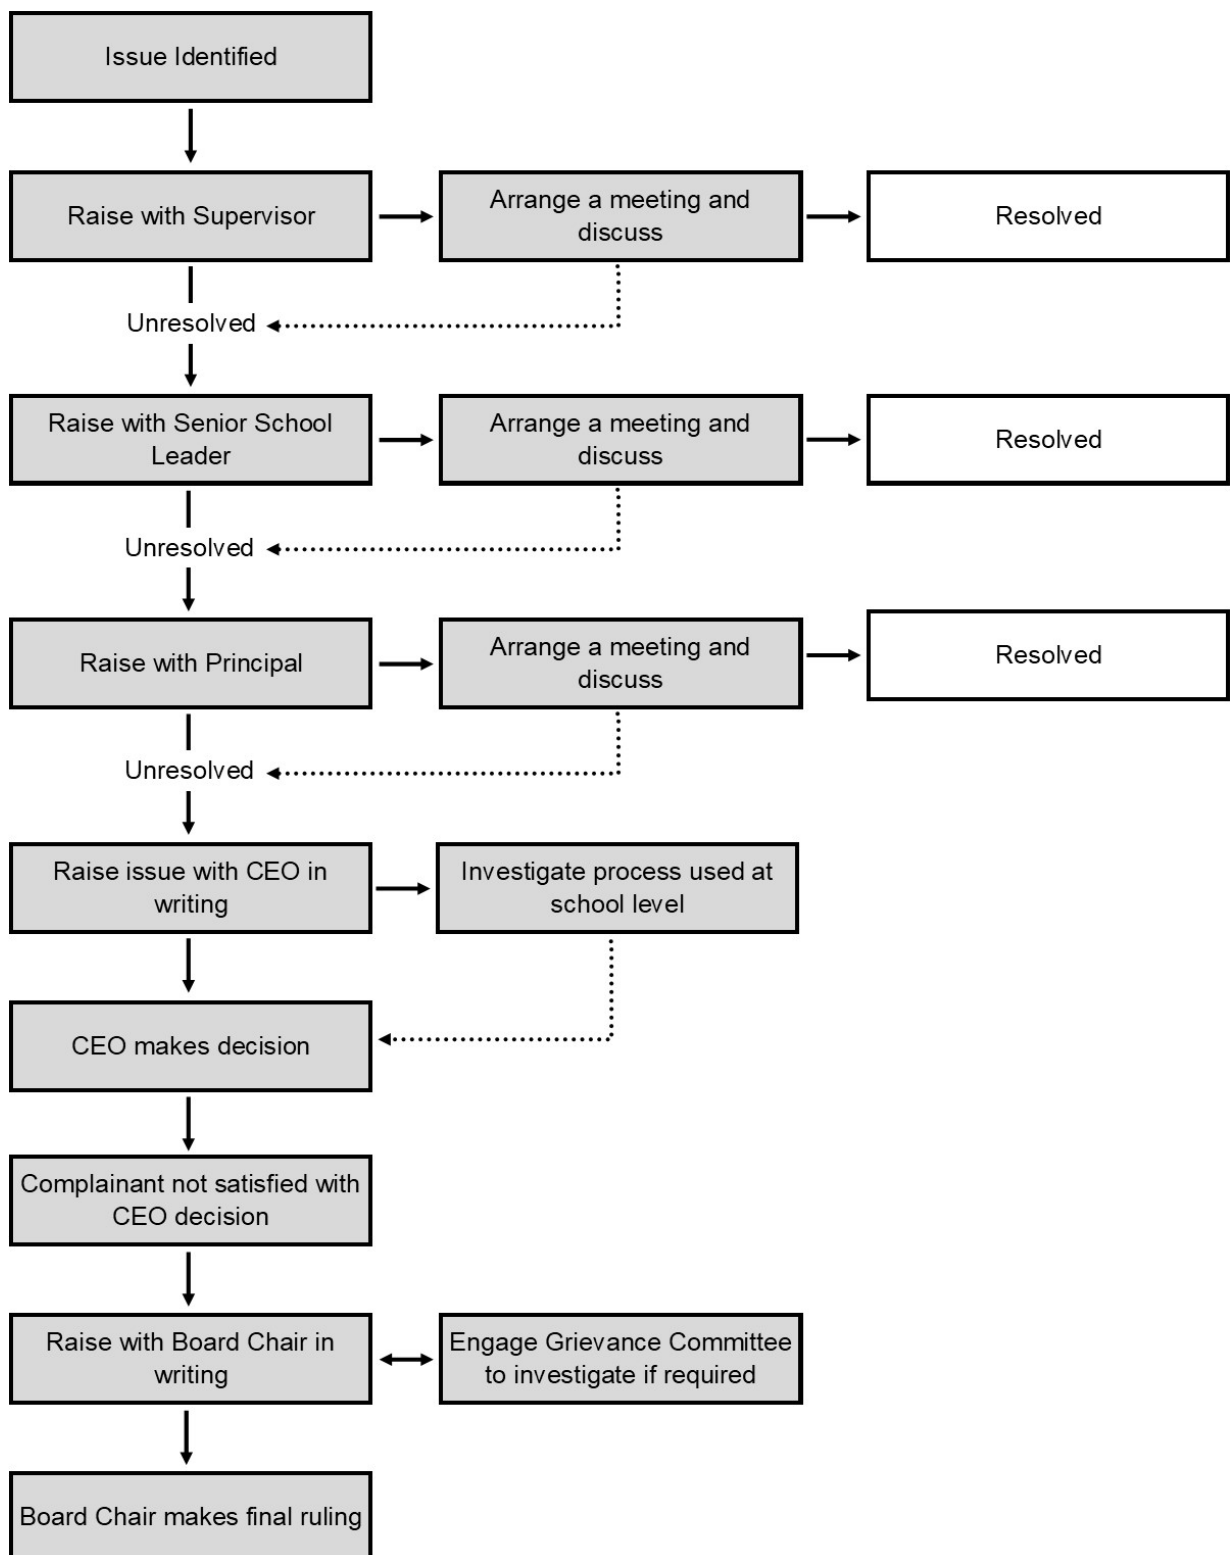 Issue Identified
Raise with Supervisor
Arrange a meeting and
discuss
Resolved
Unresolved
Raise with Senior School
Leader
Arrange a meeting and
discuss
Resolved
Unresolved
Raise with Principal
Arrange a meeting and
discuss
Resolved
Unresolved
Raise issue with CEO in
writing
Investigate process used at
school level
CEO makes decision
Complainant not satisfied with
CEO decision
Raise with Board Chair in
writing
Engage Grievance Committee
to investigate if required
Board Chair makes final ruling